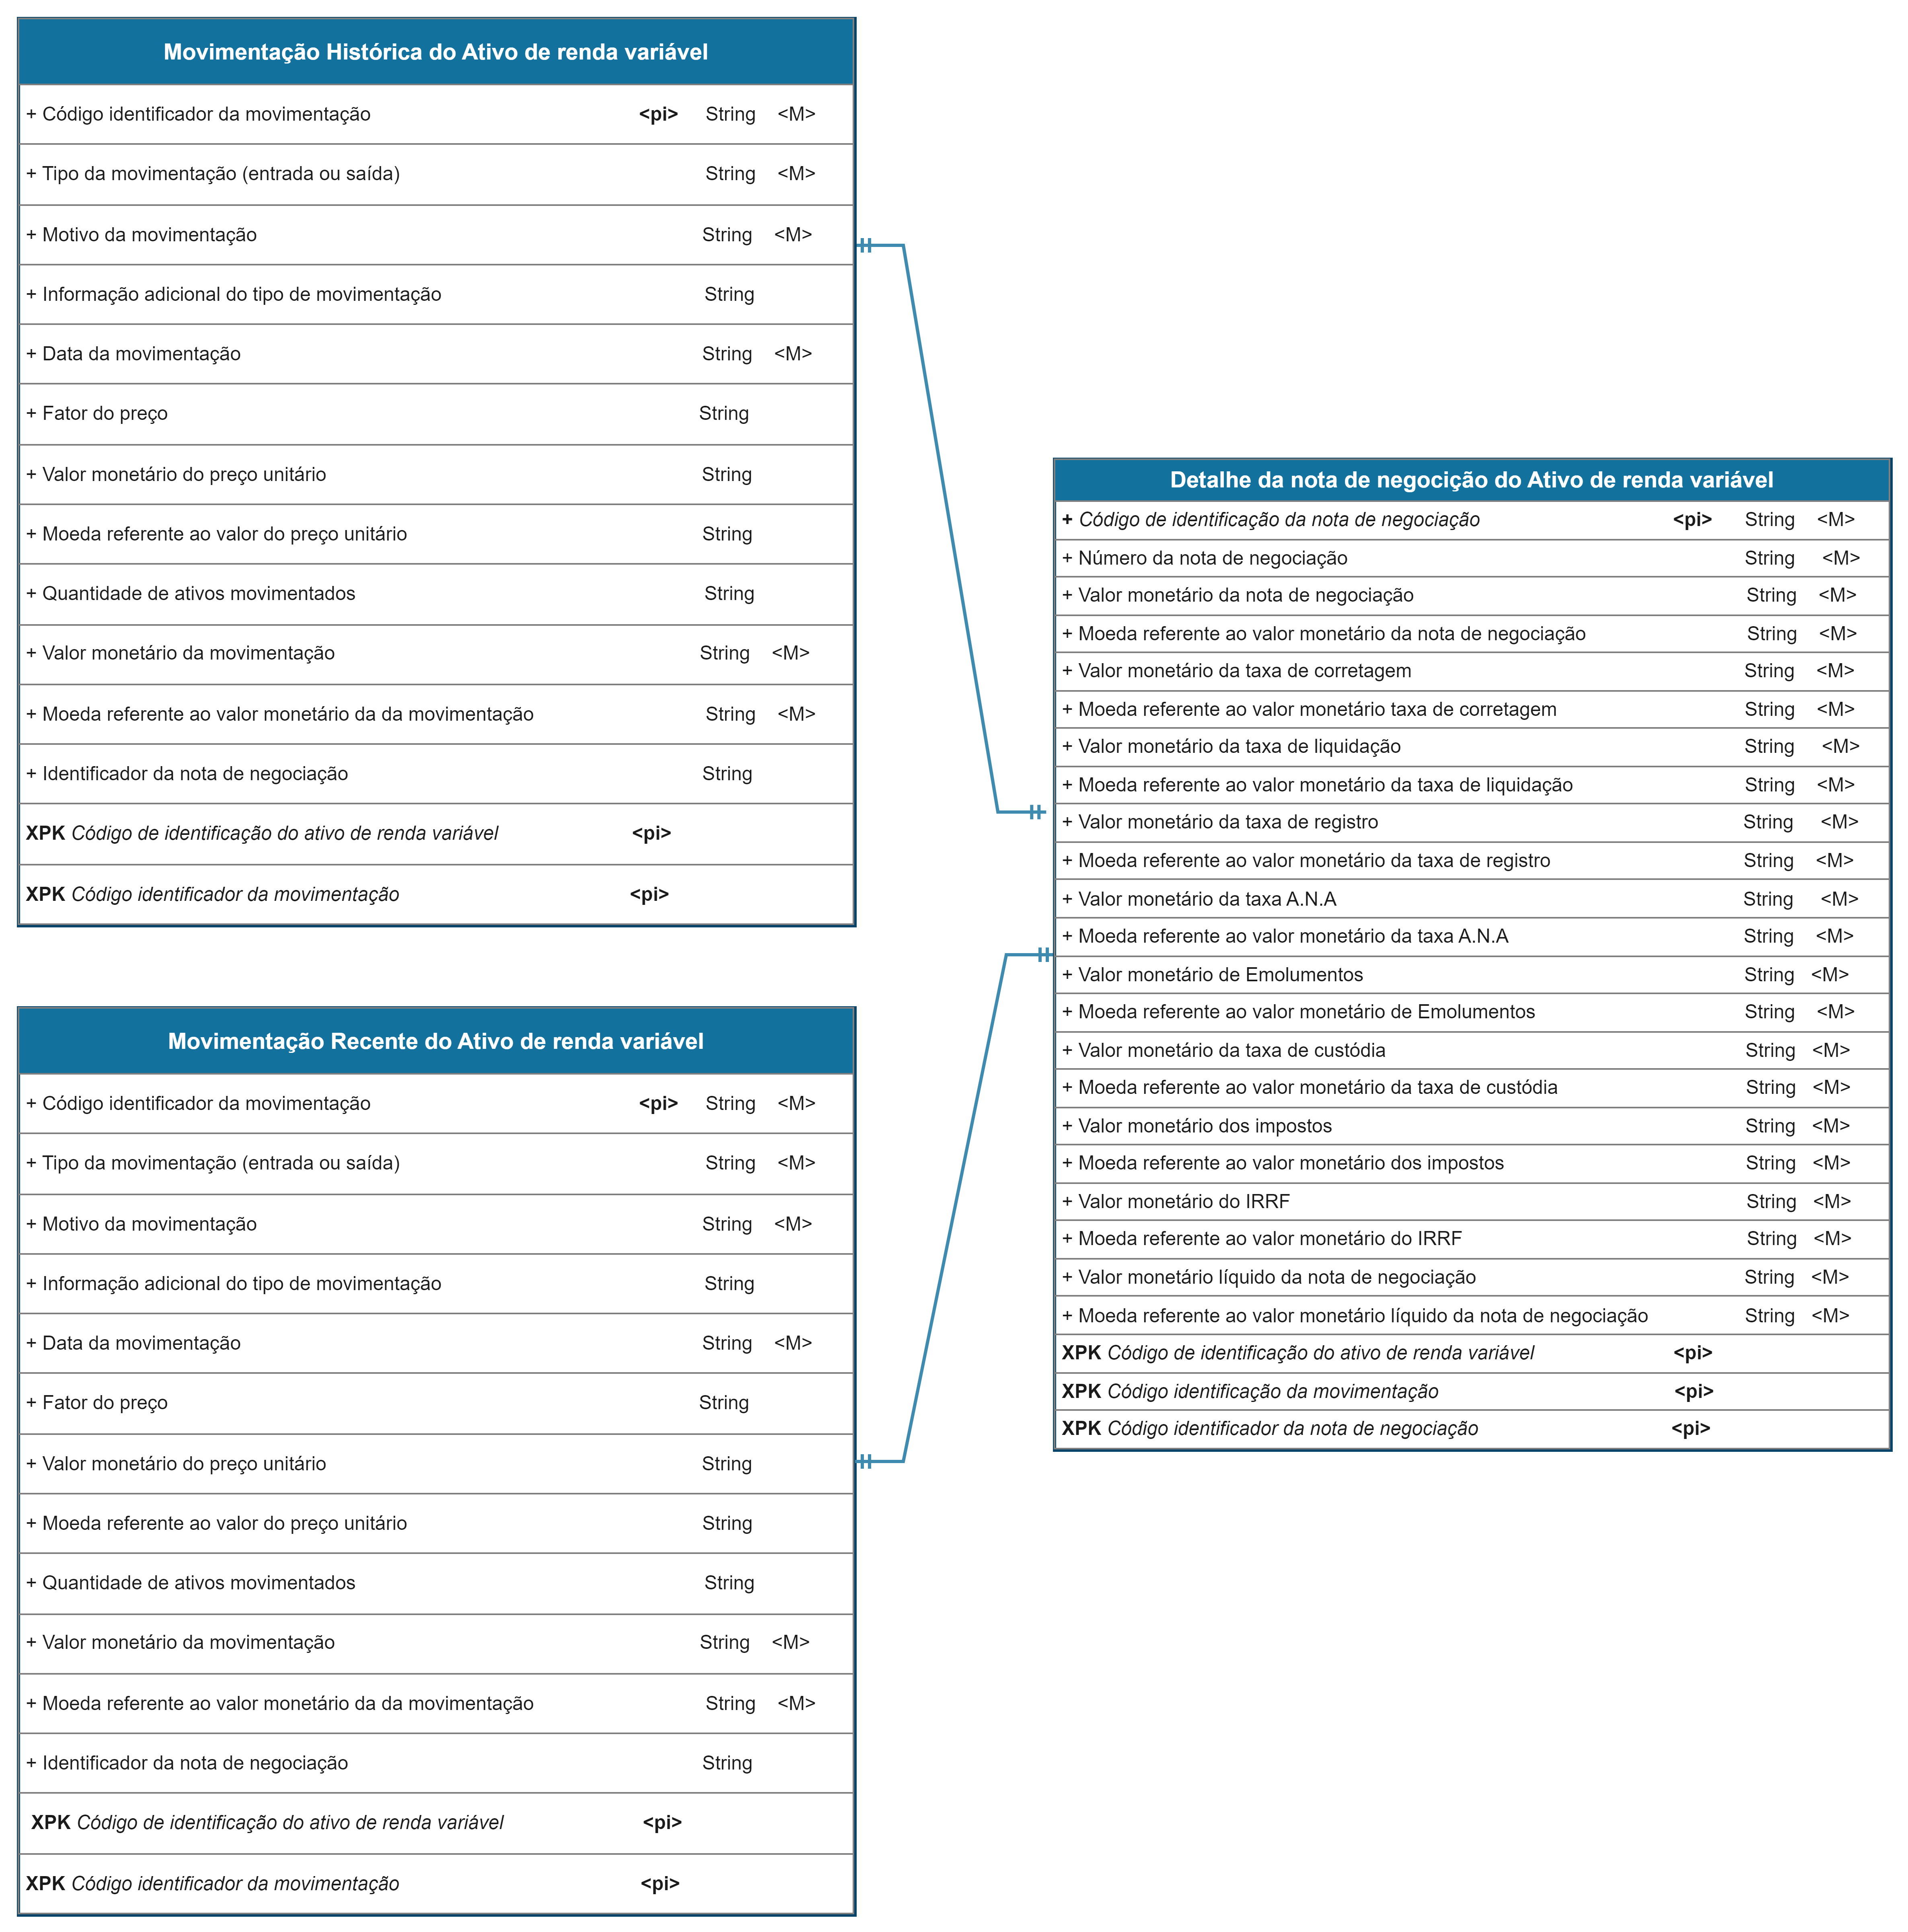 Movimentação Histórica do Ativo de renda variável
+ Código identificador da movimentação <pi> String <M>
+ Tipo da movimentação (entrada ou saída) String <M>
+ Motivo da movimentação String <M>
+ Informação adicional do tipo de movimentação String
+ Data da movimentação String <M>
+ Fator do preço String
+ Valor monetário do preço unitário String
+ Moeda referente ao valor do preço unitário String
+ Quantidade de ativos movimentados String
+ Valor monetário da movimentação String <M>
+ Moeda referente ao valor monetário da da movimentação String <M>
+ Identificador da nota de negociação String
XPK Código de identificação do ativo de renda variável <pi>
XPK Código identificador da movimentação <pi>
Movimentação Recente do Ativo de renda variável
+ Código identificador da movimentação <pi> String <M>
+ Tipo da movimentação (entrada ou saída) String <M>
+ Motivo da movimentação String <M>
+ Informação adicional do tipo de movimentação String
+ Data da movimentação String <M>
+ Fator do preço String
+ Valor monetário do preço unitário String
+ Moeda referente ao valor do preço unitário String
+ Quantidade de ativos movimentados String
+ Valor monetário da movimentação String <M>
+ Moeda referente ao valor monetário da da movimentação String <M>
+ Identificador da nota de negociação String
XPK Código de identificação do ativo de renda variável <pi>
XPK Código identificador da movimentação <pi>
Detalhe da nota de negocição do Ativo de renda variável
+ Código de identificação da nota de negociação <pi> String <M>
+ Número da nota de negociação String <M>
+ Valor monetário da nota de negociação String <M>
+ Moeda referente ao valor monetário da nota de negociação String <M>
+ Valor monetário da taxa de corretagem String <M>
+ Moeda referente ao valor monetário taxa de corretagem String <M>
+ Valor monetário da taxa de liquidação String <M>
+ Moeda referente ao valor monetário da taxa de liquidação String <M>
+ Valor monetário da taxa de registro String <M>
+ Moeda referente ao valor monetário da taxa de registro String <M>
+ Valor monetário da taxa A.N.A String <M>
+ Moeda referente ao valor monetário da taxa A.N.A String <M>
+ Valor monetário de Emolumentos String <M>
+ Moeda referente ao valor monetário de Emolumentos String <M>
+ Valor monetário da taxa de custódia String <M>
+ Moeda referente ao valor monetário da taxa de custódia String <M>
+ Valor monetário dos impostos String <M>
+ Moeda referente ao valor monetário dos impostos String <M>
+ Valor monetário do IRRF String <M>
+ Moeda referente ao valor monetário do IRRF String <M>
+ Valor monetário líquido da nota de negociação String <M>
+ Moeda referente ao valor monetário líquido da nota de negociação String <M>
XPK Código de identificação do ativo de renda variável <pi>
XPK Código identificação da movimentação <pi>
XPK Código identificador da nota de negociação <pi>